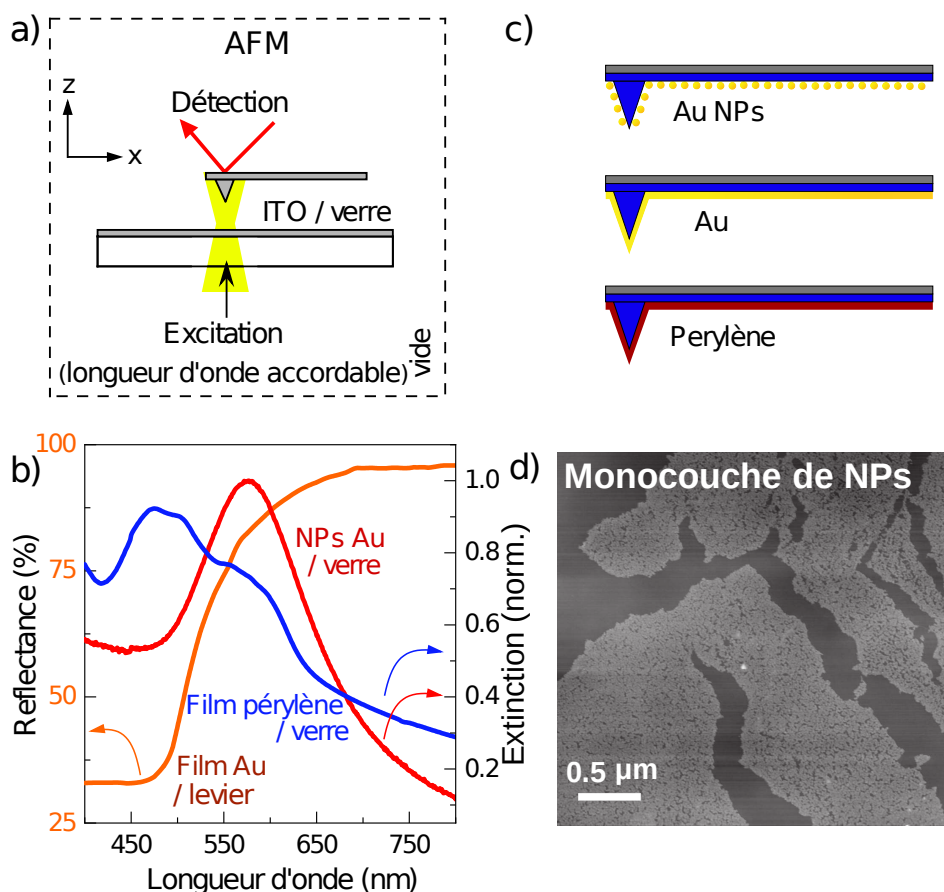 a)
AFM
z
x
Détection
ITO / verre
Excitation
(longueur d'onde accordable)
vide
c)
Au NPs
Au
Perylène
b)
100
75
50
25
Reflectance (%)
NPs Au
/ verre
Film pérylène
/ verre
Film Au
/ levier
1.0
0.8
0.6
0.4
0.2
Extinction (norm.)
450
550
650
750
Longueur d'onde (nm)
d)
Monocouche de NPs
0.5 µm